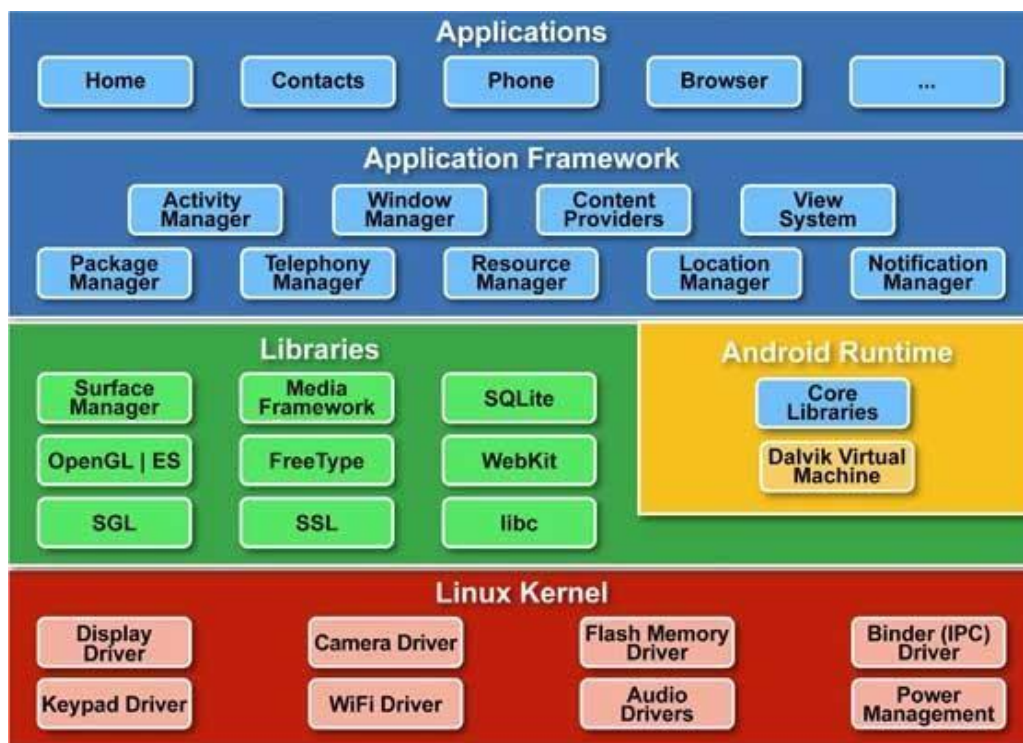 Applications
Home
Contacts
Phone
Browser
...
Application Framework
Activity
Manager
Window
Manager
Content
Providers
View
System
Package
Manager
Telephony
Manager
Resource
Manager
Location
Manager
Notification
Manager
Libraries
Surface
Manager
Media
Framework
SQLite
OpenGL | ES
FreeType
WebKit
SGL
SSL
libc
Android Runtime
Core
Libraries
Dalvik Virtual
Machine
Linux Kernel
Display
Driver
Camera Driver
Flash Memory
Driver
Binder (IPC)
Driver
Keypad Driver
WiFi Driver
Audio
Drivers
Power
Management